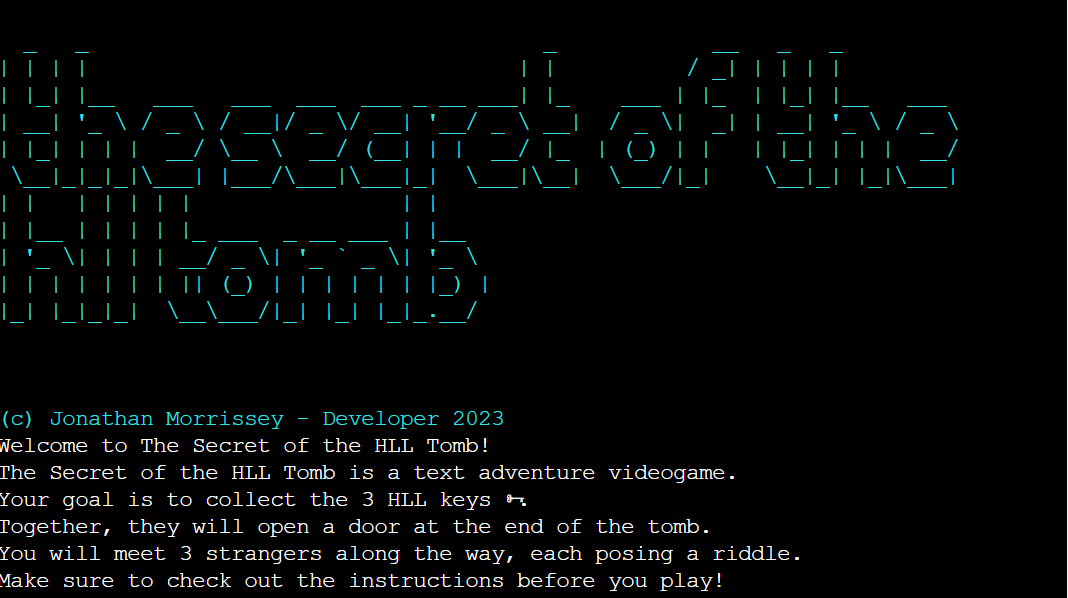 the secret of the
hll tomb
(c) Jonathan Morrissey - Developer 2023
Welcome to The Secret of the HLL Tomb!
The Secret of the HLL Tomb is a text adventure videogame.
Your goal is to collect the 3 HLL keys 🗝.
Together, they will open a door at the end of the tomb.
You will meet 3 strangers along the way, each posing a riddle.
Make sure to check out the instructions before you play!